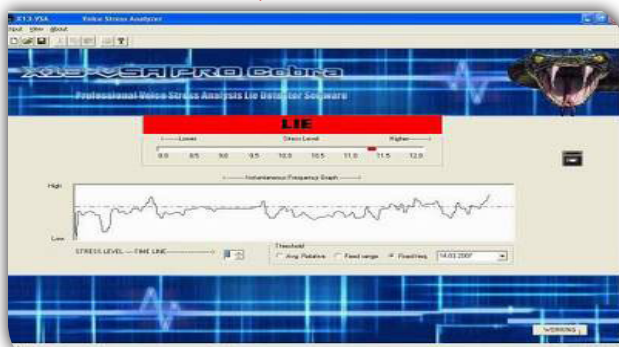 X13-VSA Voice Stress Analyzer
Input View About
X13-VSA PRO Cobra
Professional Voice Stress Analysis Lie Detector Software
LIE
Lower Stress Level Higher
8.0 8.5 9.0 9.5 10.0 10.5 11.0 11.5 12.0
Instantaneous Frequency Graph
High
Low
STRESS LEVEL TIME LINE
Threshold
Avg. Relative Fixed range Fixed freq. 14.03.2007
WORKING